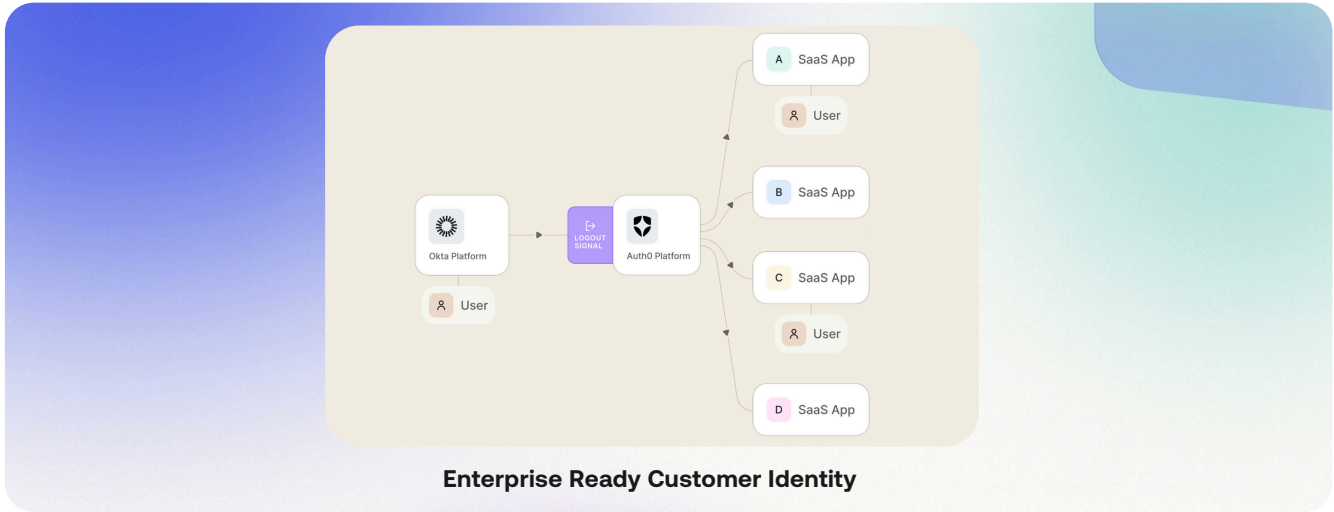 A SaaS App
User
B SaaS App
Okta Platform
User
LOGOUT
SIGNAL
Auth0 Platform
C SaaS App
User
D SaaS App
Enterprise Ready Customer Identity